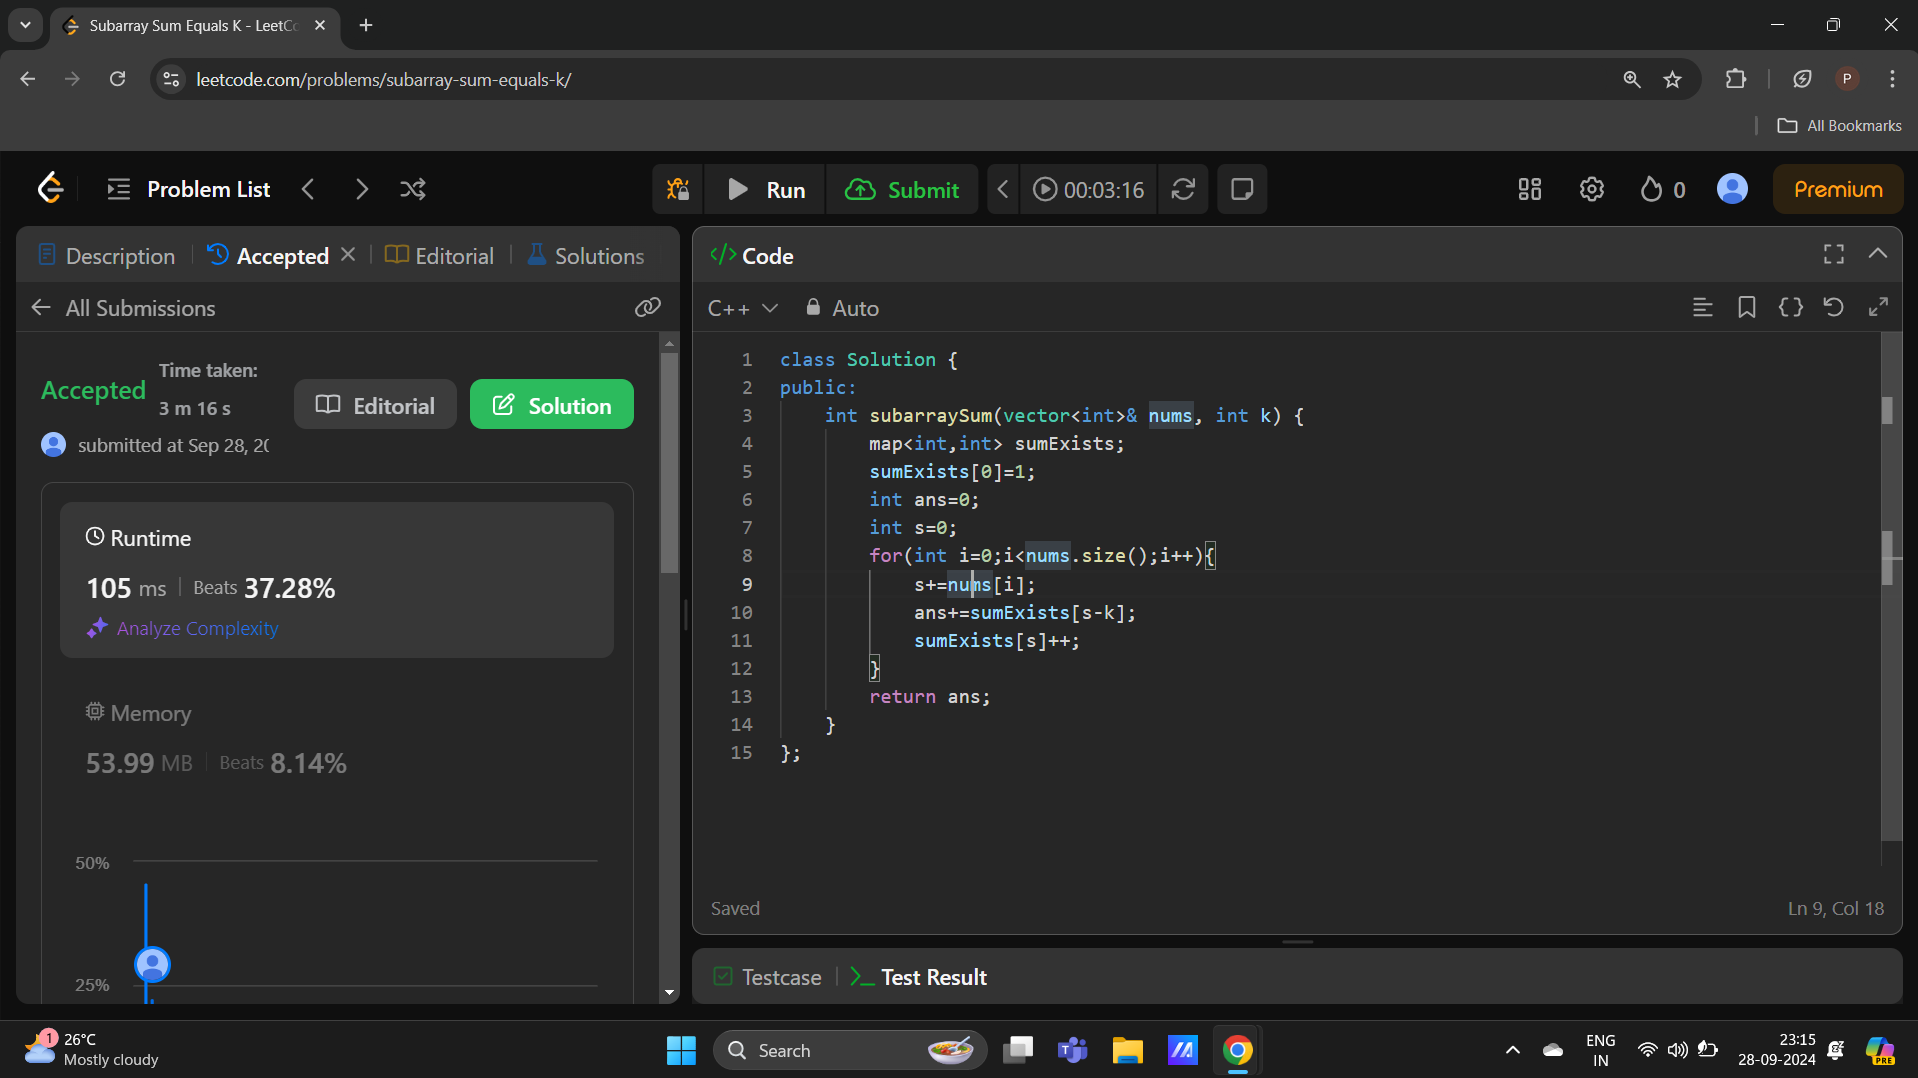 Subarray Sum Equals K - LeetCo
leetcode.com/problems/subarray-sum-equals-k/
P
All Bookmarks
Problem List
Run
Submit
00:03:16
0
Premium
Description
Accepted
Editorial
Solutions
All Submissions
Accepted
Time taken:
3 m 16 s
Editorial
Solution
submitted at Sep 28, 20
Runtime
105 ms
Beats 37.28%
Analyze Complexity
Memory
53.99 MB
Beats 8.14%
50%
25%
</> Code
C++
Auto
1 class Solution {
2 public:
3 int subarraySum(vector<int>& nums, int k) {
4 map<int,int> sumExists;
5 sumExists[0]=1;
6 int ans=0;
7 int s=0;
8 for(int i=0;i<nums.size();i++){
9 s+=nums[i];
10 ans+=sumExists[s-k];
11 sumExists[s]++;
12 }
13 return ans;
14 }
15 };
Saved
Ln 9, Col 18
Testcase
Test Result
1
26°C
Mostly cloudy
Search
ENG
IN
23:15
28-09-2024
PRE